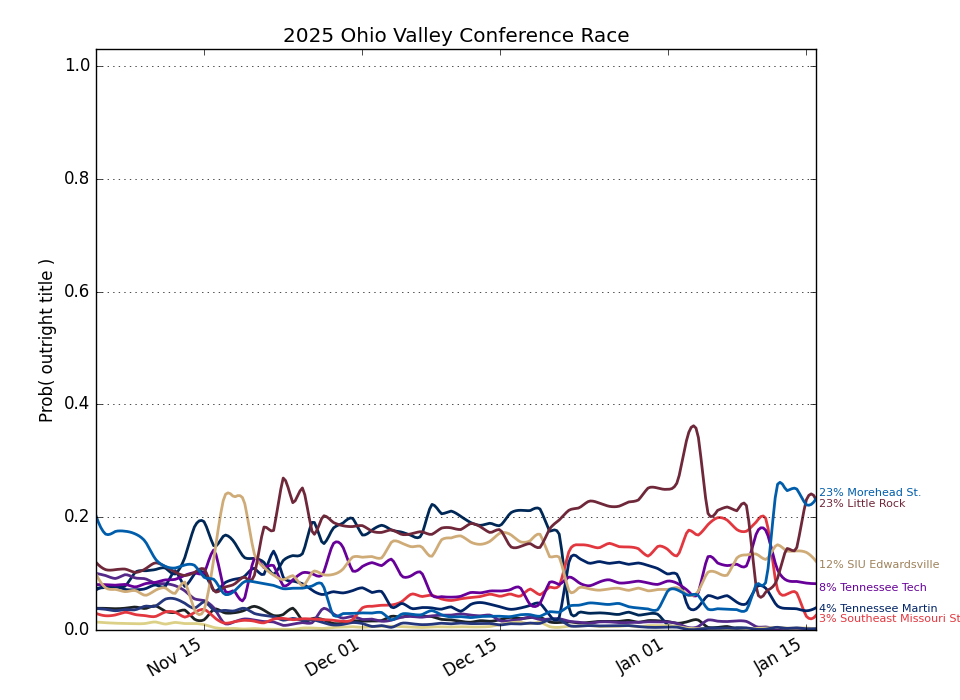 2025 Ohio Valley Conference Race
1.0
0.8
0.6
0.4
0.2
0.0
Prob( outright title )
23% Morehead St.
23% Little Rock
12% SIU Edwardsville
8% Tennessee Tech
4% Tennessee Martin
3% Southeast Missouri St
Nov 15
Dec 01
Dec 15
Jan 01
Jan 15